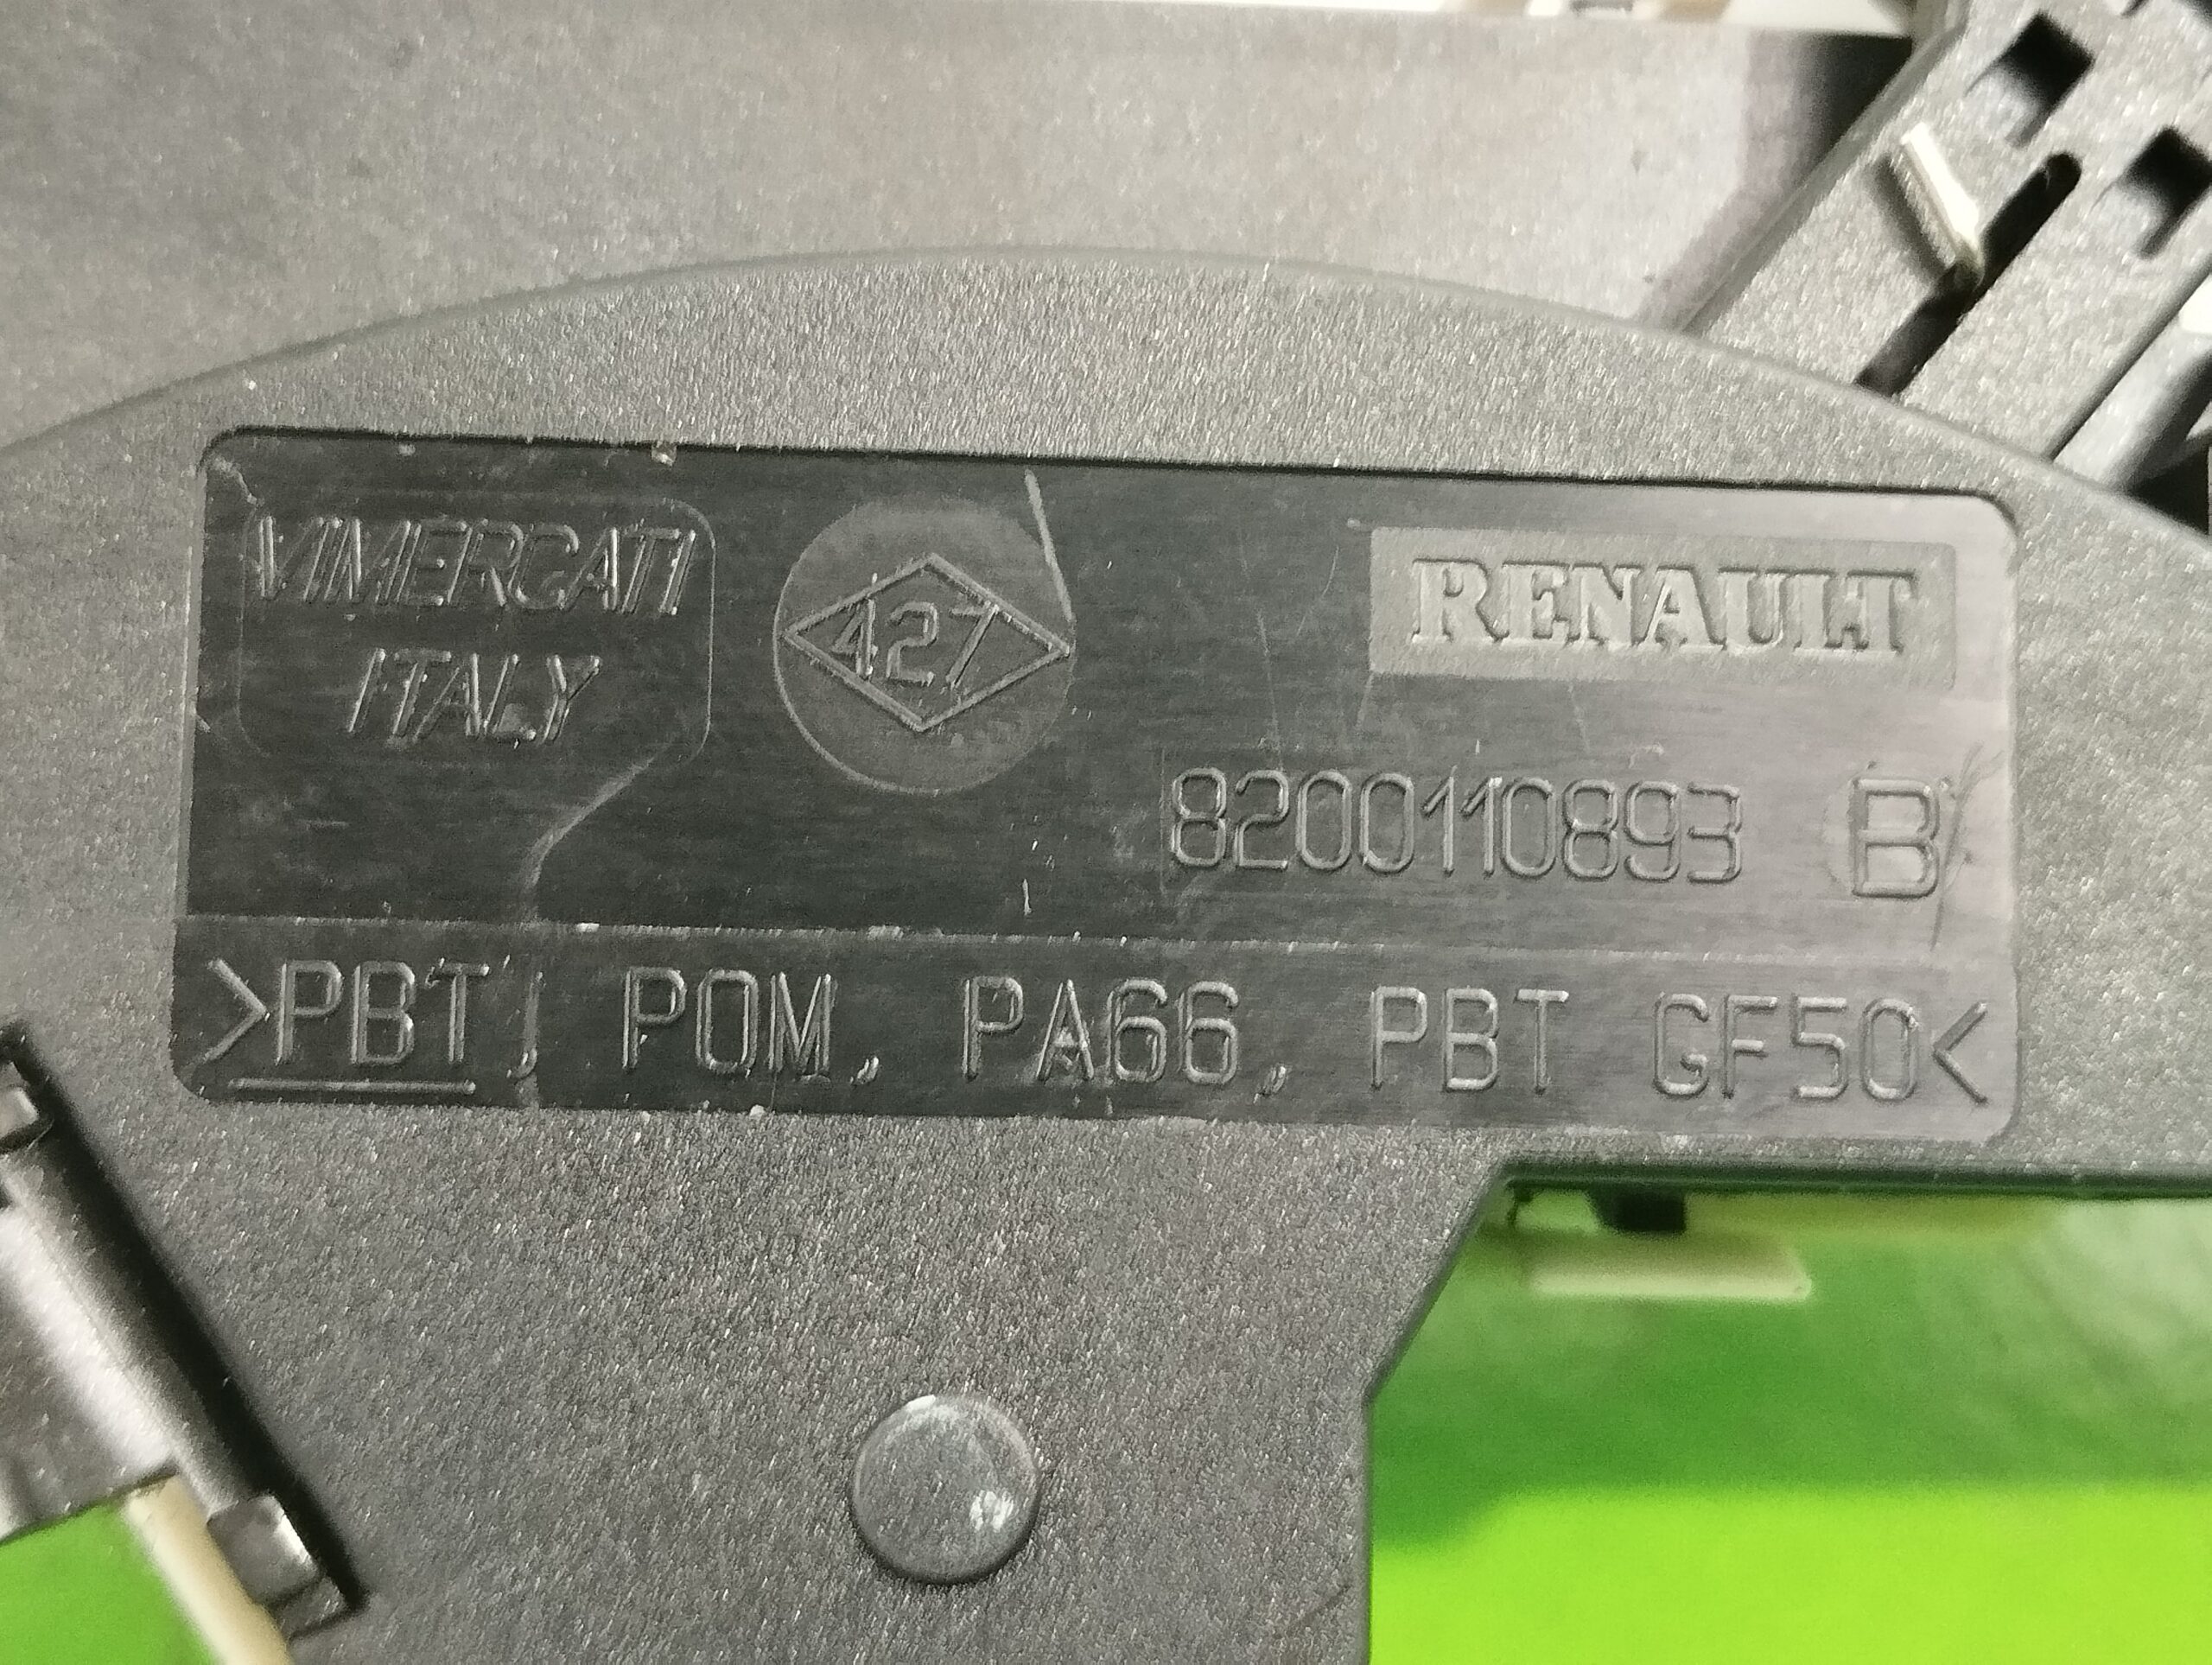 VIMERCATI
ITALY
427
RENAULT
8200110893 B
>PBT, POM, PA66, PBT GF50<